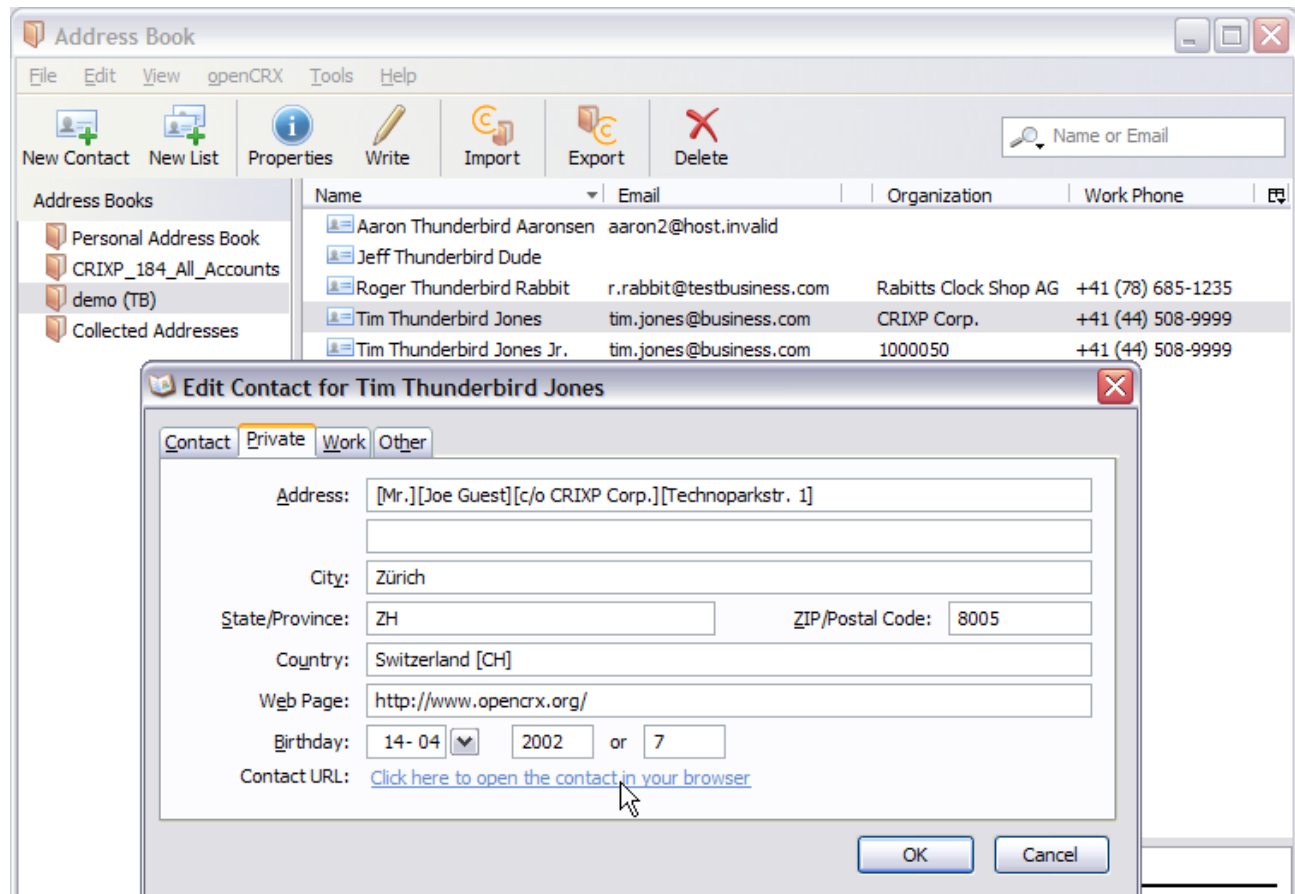 Address Book
File Edit View openCRX Tools Help
New Contact New List Properties Write Import Export Delete Name or Email
Address Books
Personal Address Book
CRIXP_184_All_Accounts
demo (TB)
Collected Addresses
Name Email Organization Work Phone
Aaron Thunderbird Aaronsen aaron2@host.invalid
Jeff Thunderbird Dude
Roger Thunderbird Rabbit r.rabbit@testbusiness.com Rabitts Clock Shop AG +41 (78) 685-1235
Tim Thunderbird Jones tim.jones@business.com CRIXP Corp. +41 (44) 508-9999
Tim Thunderbird Jones Jr. tim.jones@business.com 1000050 +41 (44) 508-9999
Edit Contact for Tim Thunderbird Jones
Contact Private Work Other
Address: [Mr.][Joe Guest][c/o CRIXP Corp.][Technoparkstr. 1]
City: Zürich
State/Province: ZH ZIP/Postal Code: 8005
Country: Switzerland [CH]
Web Page: http://www.opencrx.org/
Birthday: 14- 04 2002 or 7
Contact URL: Click here to open the contact in your browser
OK Cancel